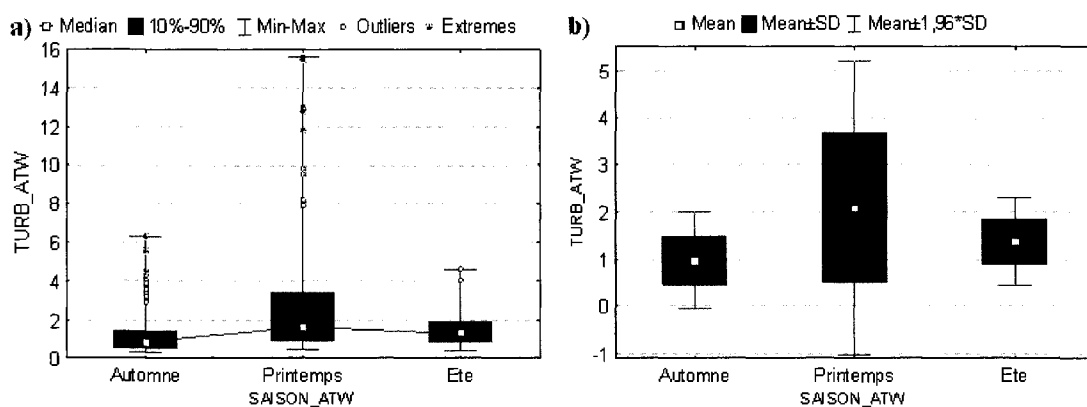 a) Median 10%-90% Min-Max Outliers Extremes
16
14
12
10
8
6
4
2
0
TURB_ATW
Automne Printemps Ete
SAISON_ATW
b) Mean Mean±SD Mean±1,96*SD
5
4
3
2
1
0
-1
TURB_ATW
Automne Printemps Ete
SAISON_ATW